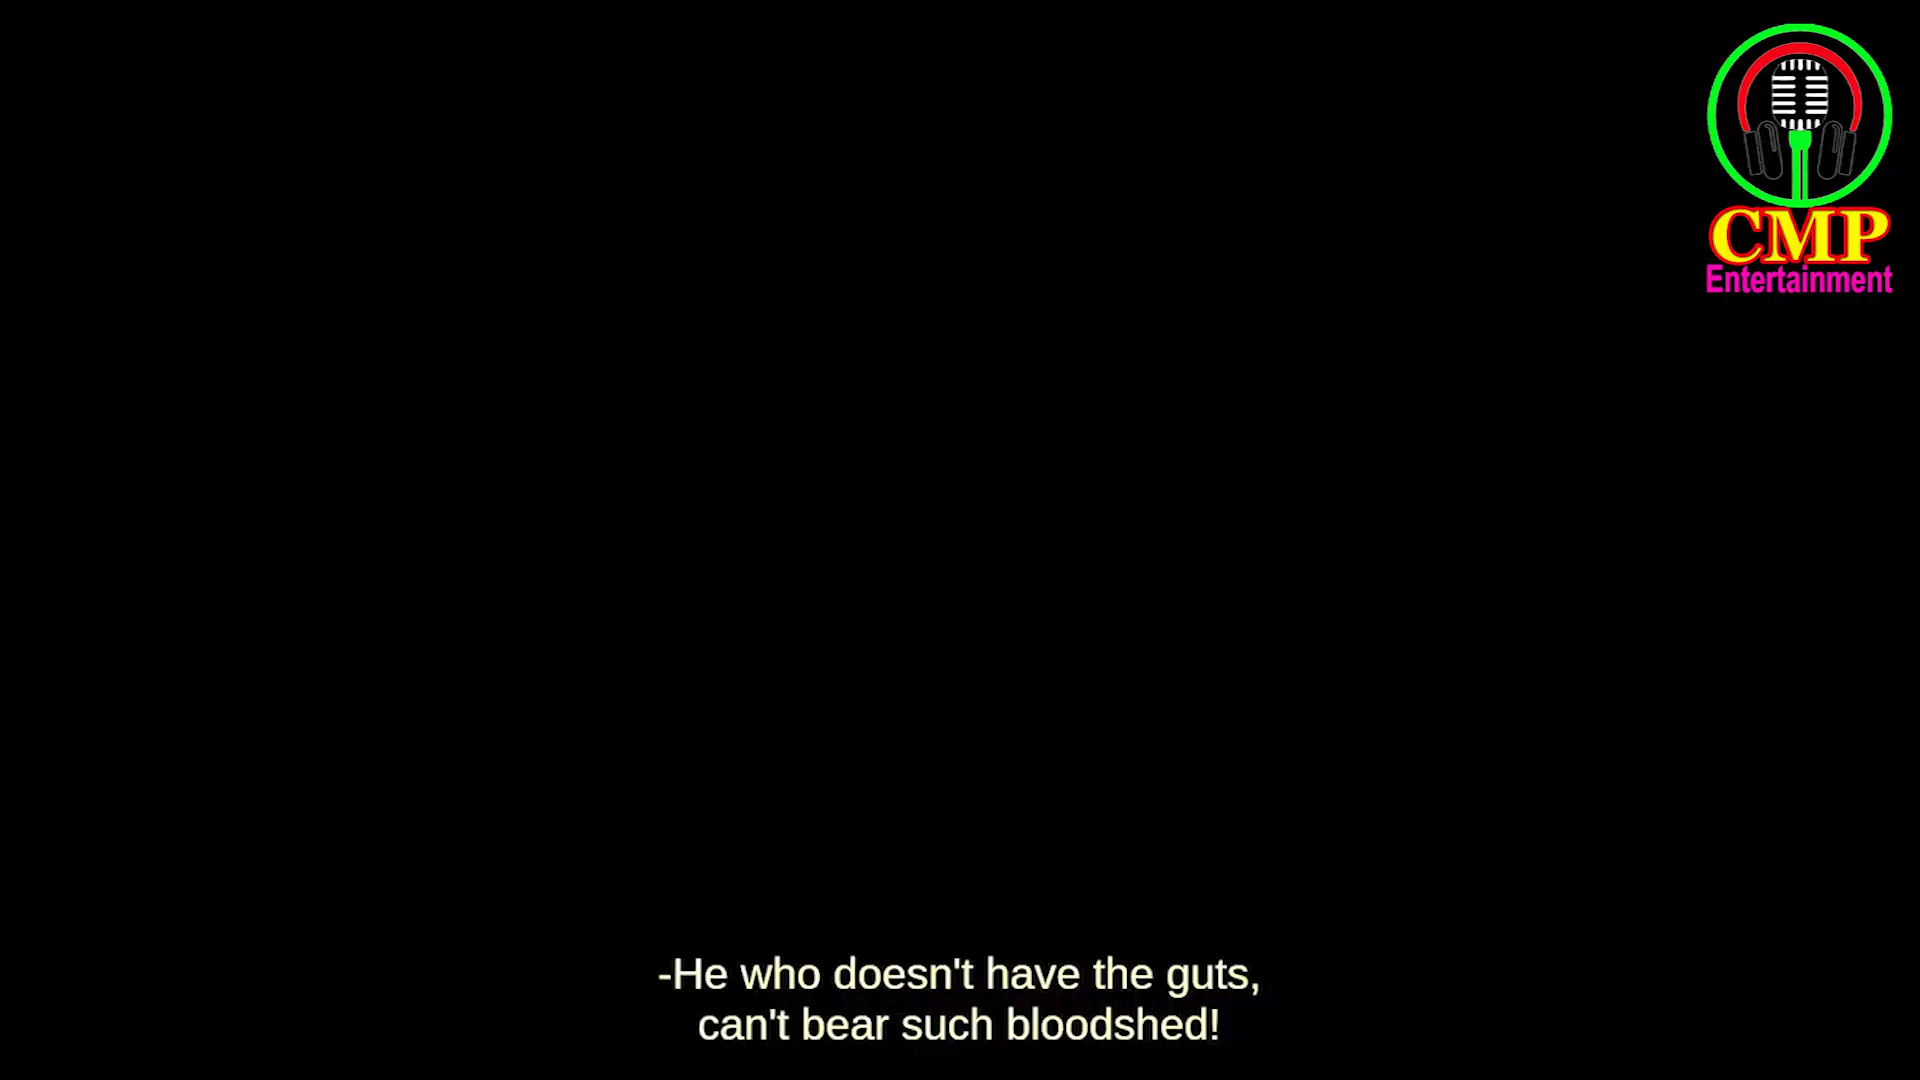 CMP
Entertainment
-He who doesn't have the guts,
can't bear such bloodshed!